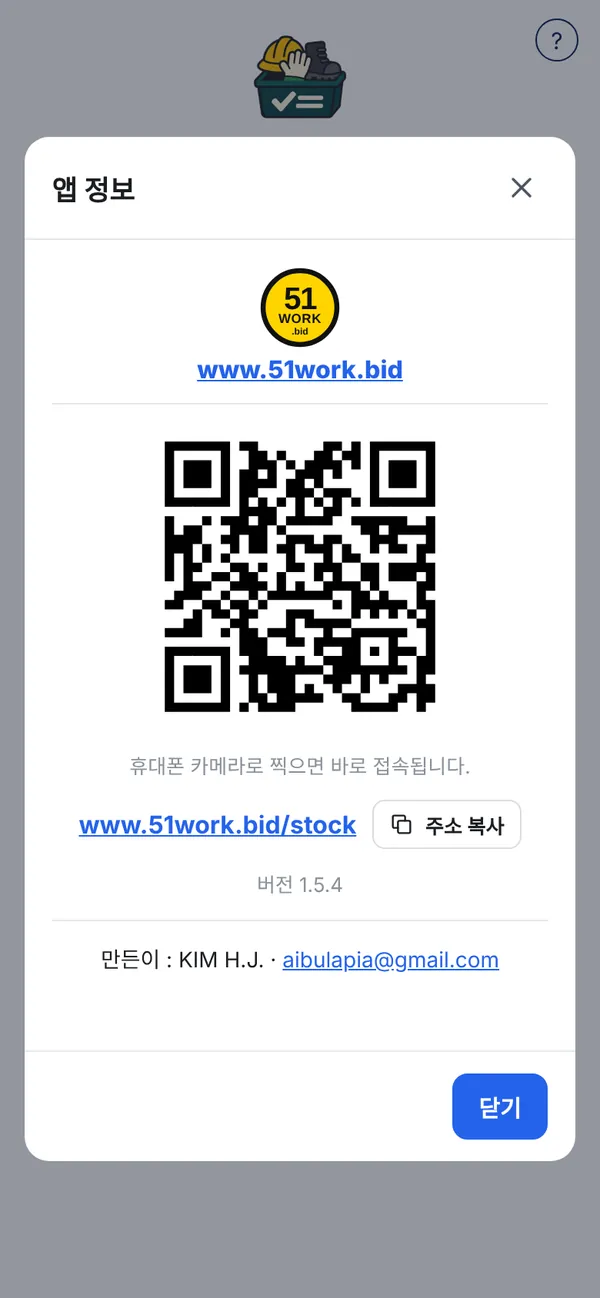 ?
앱 정보
51
WORK
.bid
www.51work.bid
휴대폰 카메라로 찍으면 바로 접속됩니다.
www.51work.bid/stock 주소 복사
버전 1.5.4
만든이 : KIM H.J. · aibulapia@gmail.com
닫기